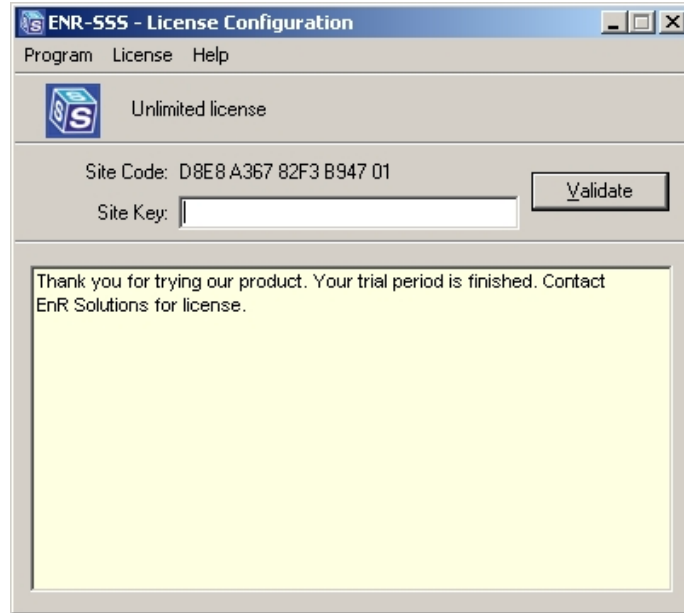 ENR-SSS - License Configuration
Program License Help
Unlimited license
Site Code: D8E8 A367 82F3 B947 01
Validate
Site Key:
Thank you for trying our product. Your trial period is finished. Contact
EnR Solutions for license.